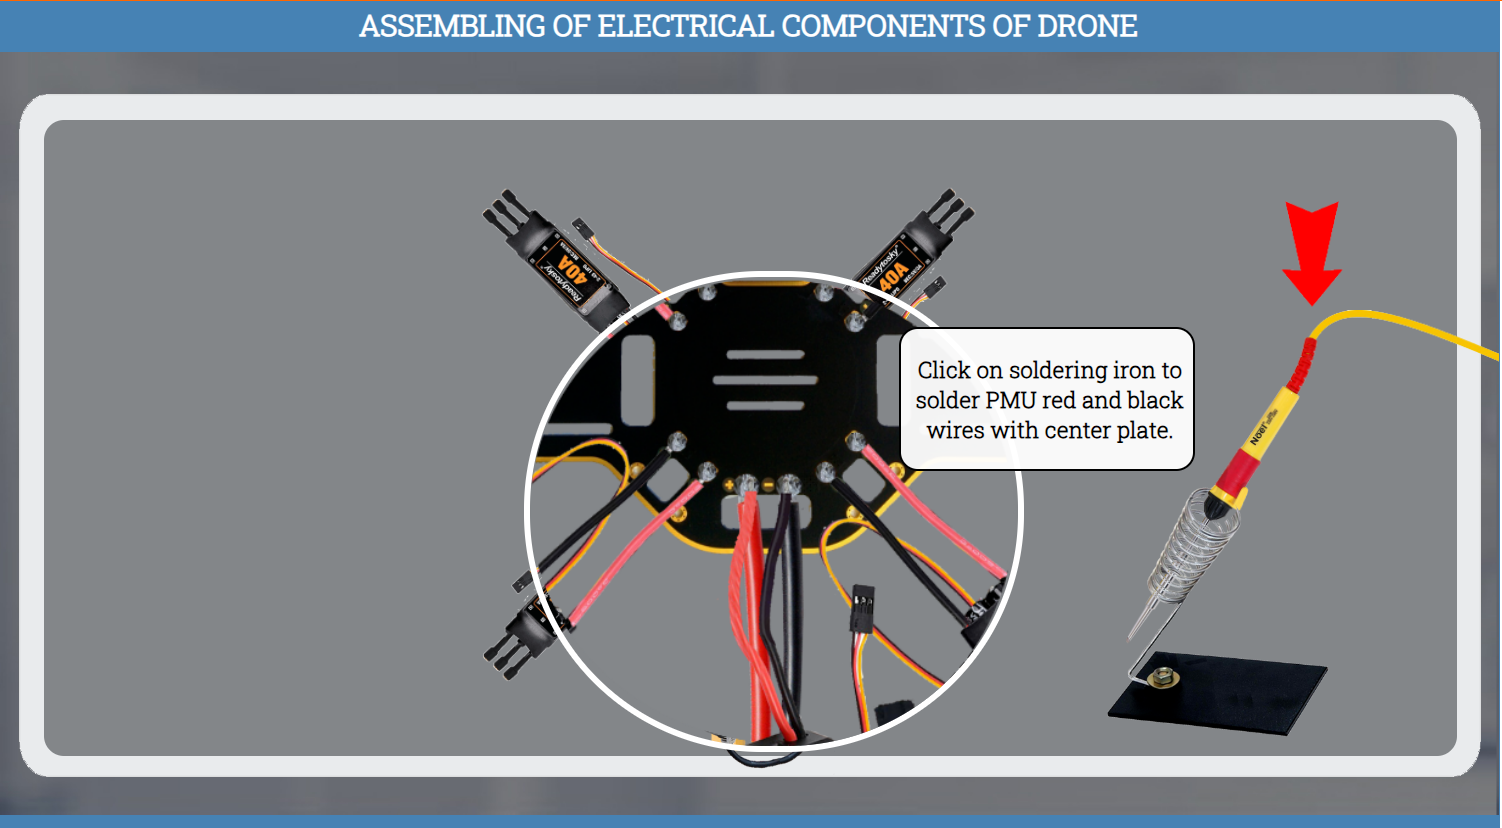 ASSEMBLING OF ELECTRICAL COMPONENTS OF DRONE
40A
Readytosky
Readytosky
40A
Click on soldering iron to
solder PMU red and black
wires with center plate.
Noel
+
-